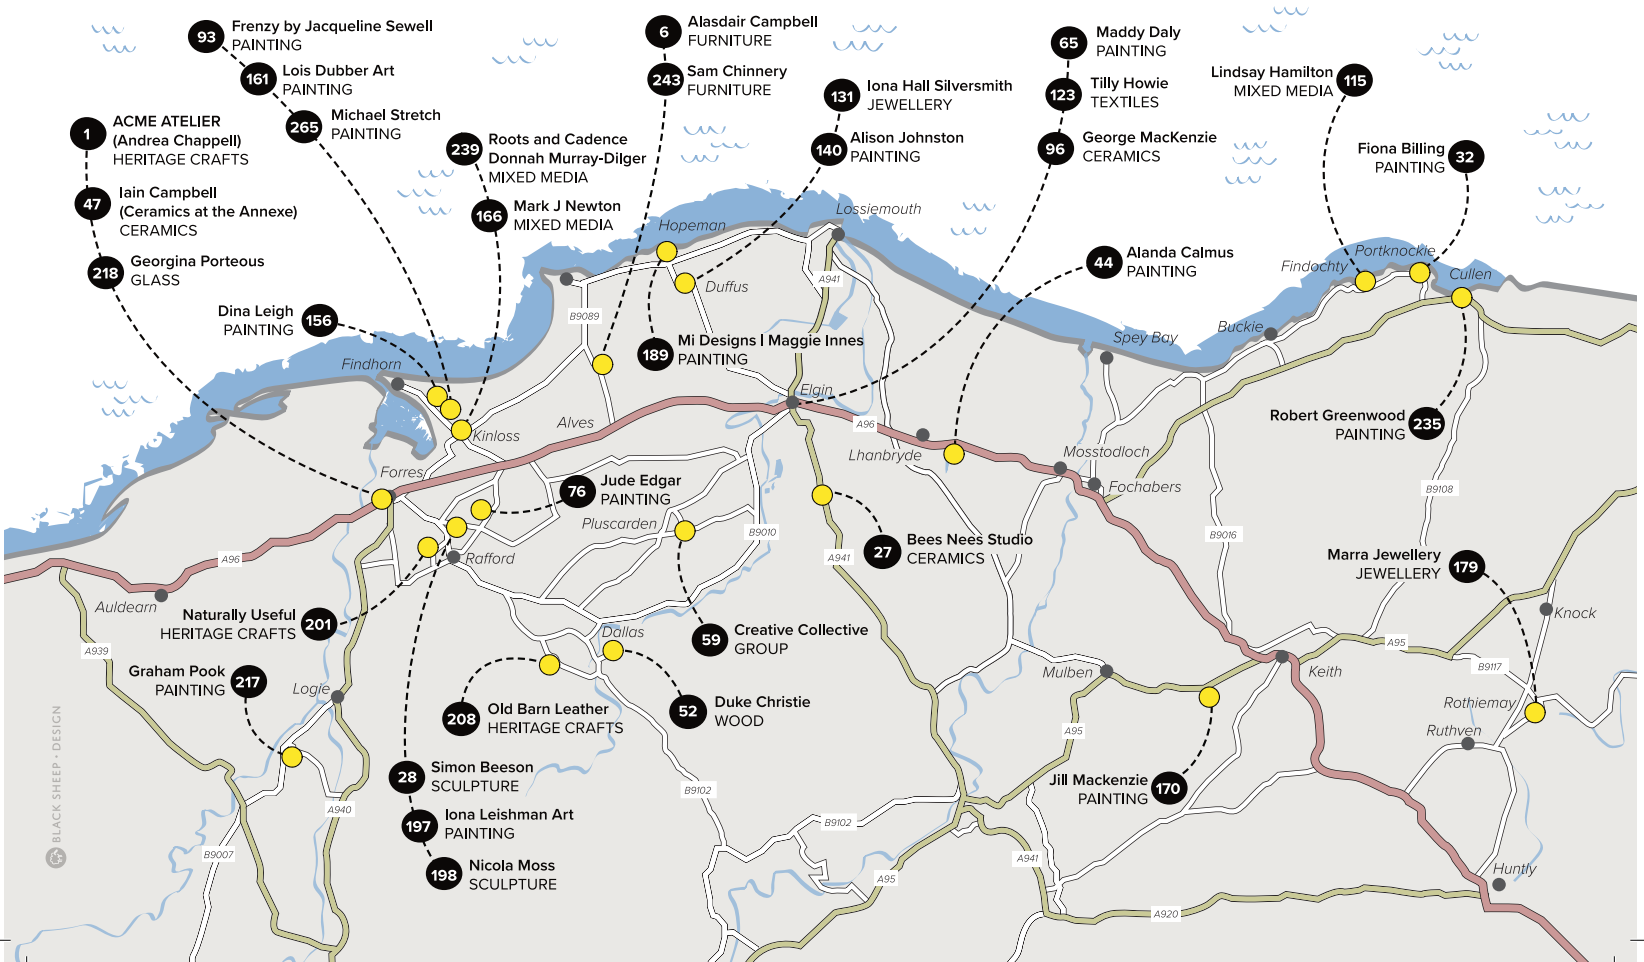 93
Frenzy by Jacqueline Sewell
PAINTING
161
Lois Dubber Art
PAINTING
265
Michael Stretch
PAINTING
1
ACME ATELIER
(Andrea Chappell)
HERITAGE CRAFTS
47
Iain Campbell
(Ceramics at the Annexe)
CERAMICS
218
Georgina Porteous
GLASS
239
Roots and Cadence
Donnah Murray-Dilger
MIXED MEDIA
166
Mark J Newton
MIXED MEDIA
6
Alasdair Campbell
FURNITURE
243
Sam Chinnery
FURNITURE
131
Iona Hall Silversmith
JEWELLERY
140
Alison Johnston
PAINTING
65
Maddy Daly
PAINTING
123
Tilly Howie
TEXTILES
96
George MacKenzie
CERAMICS
Lindsay Hamilton
MIXED MEDIA
115
Fiona Billing
PAINTING
32
44
Alanda Calmus
PAINTING
Dina Leigh
PAINTING
156
189
Mi Designs I Maggie Innes
PAINTING
Robert Greenwood
PAINTING
235
76
Jude Edgar
PAINTING
27
Bees Nees Studio
CERAMICS
Marra Jewellery
JEWELLERY
179
Naturally Useful
HERITAGE CRAFTS
201
59
Creative Collective
GROUP
Graham Pook
PAINTING
217
208
Old Barn Leather
HERITAGE CRAFTS
52
Duke Christie
WOOD
28
Simon Beeson
SCULPTURE
197
Iona Leishman Art
PAINTING
198
Nicola Moss
SCULPTURE
Jill Mackenzie
PAINTING
170
Lossiemouth
Hopeman
Duffus
Findochty
Portknockie
Cullen
Buckie
Spey Bay
Findhorn
Kinloss
Alves
Elgin
Lhanbryde
Mosstodloch
Fochabers
Forres
Pluscarden
Rafford
Auldearn
Dallas
Logie
Mulben
Keith
Knock
Rothiemay
Ruthven
Huntly
A941
B9089
A96
B9108
B9016
B9010
A941
A96
A939
A95
B9117
A95
B9102
A940
B9102
B9007
A941
A95
A920
BLACK SHEEP • DESIGN